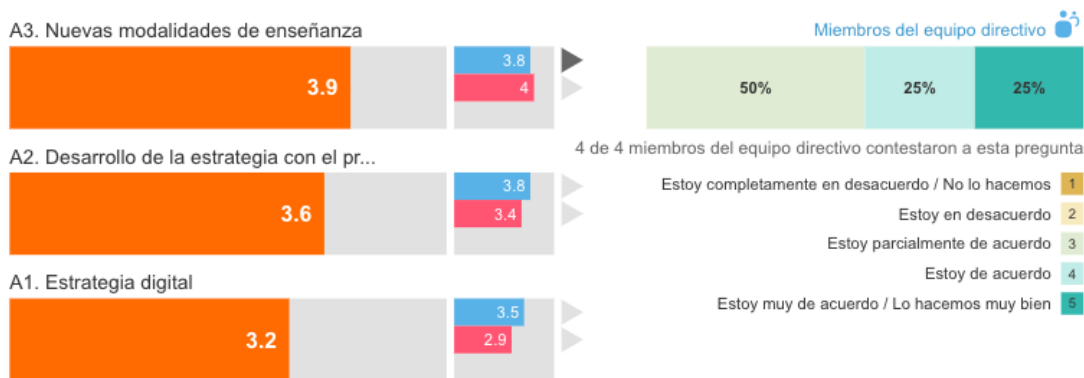 A3. Nuevas modalidades de enseñanza
3.9
3.8
4
A2. Desarrollo de la estrategia con el pr...
3.6
3.8
3.4
A1. Estrategia digital
3.2
3.5
2.9
Miembros del equipo directivo
50% 25% 25%
4 de 4 miembros del equipo directivo contestaron a esta pregunta
Estoy completamente en desacuerdo / No lo hacemos 1
Estoy en desacuerdo 2
Estoy parcialmente de acuerdo 3
Estoy de acuerdo 4
Estoy muy de acuerdo / Lo hacemos muy bien 5